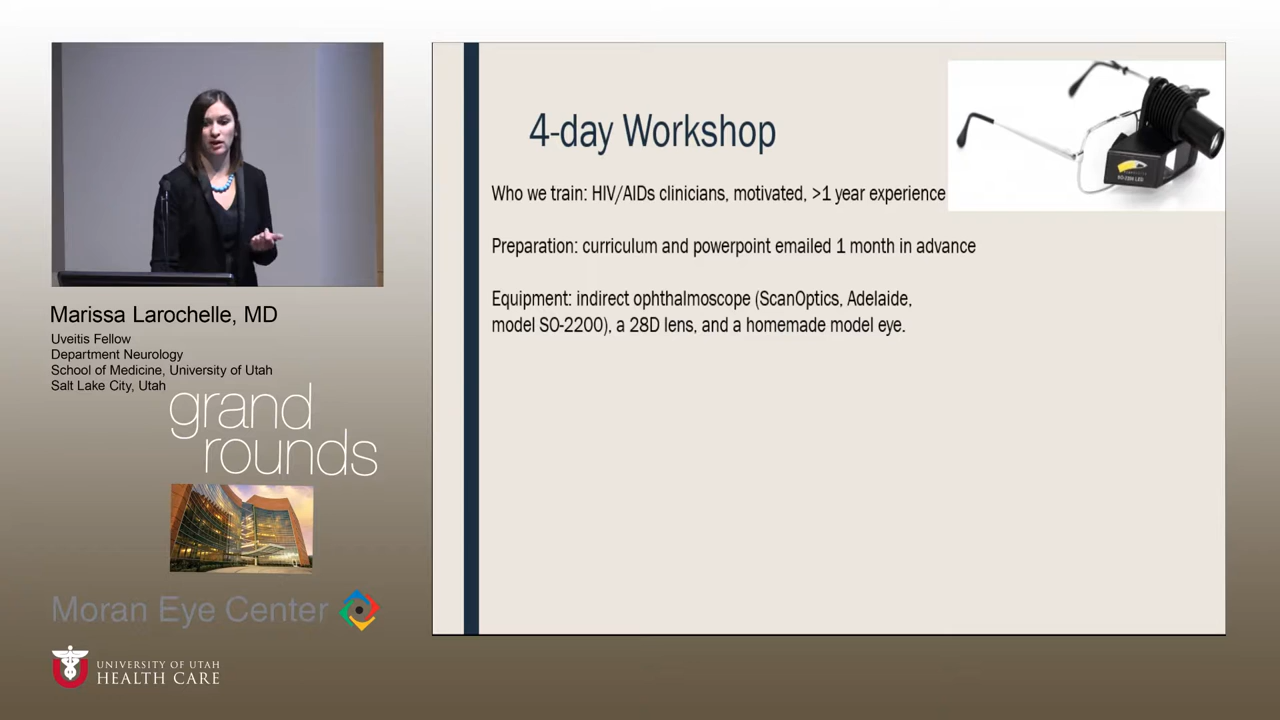 4-day Workshop
Who we train: HIV/AIDs clinicians, motivated, >1 year experience
Preparation: curriculum and powerpoint emailed 1 month in advance
Equipment: indirect ophthalmoscope (ScanOptics, Adelaide,
model SO-2200), a 28D lens, and a homemade model eye.
Marissa Larochelle, MD
Uveitis Fellow
Department Neurology
School of Medicine, University of Utah
Salt Lake City, Utah
grand
rounds
Moran Eye Center
UNIVERSITY OF UTAH
HEALTH CARE